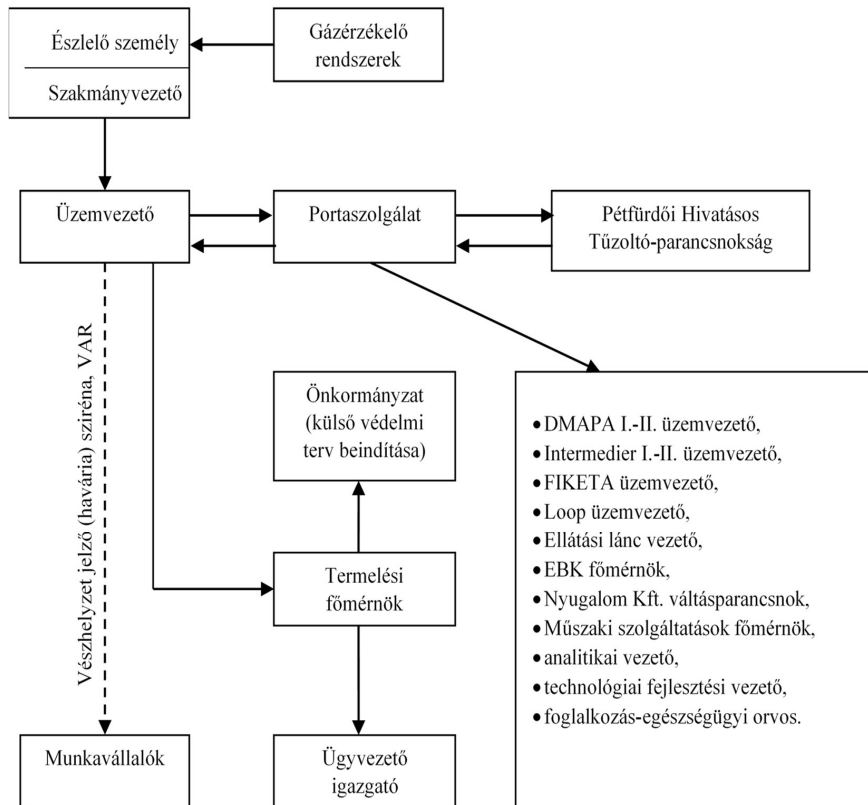 Észlelő személy
Szakmányvezető
Gázérzékelő
rendszerek
Üzemvezető
Portaszolgálat
Pétfürdői Hivatásos
Tűzoltó-parancsnokság
Vészhelyzet jelző (havária) sziréna, VAR
Önkormányzat
(külső védelmi
terv beindítása)
•DMAPA I.-II. üzemvezető,
•Intermedier I.-II. üzemvezető,
•FIKETA üzemvezető,
•Loop üzemvezető,
•Ellátási lánc vezető,
•EBK főmérnök,
•Nyugalom Kft. váltásparancsnok,
•Műszaki szolgáltatások főmérnök,
•analitikai vezető,
•technológiai fejlesztési vezető,
•foglalkozás-egészségügyi orvos.
Termelési
főmérnök
Munkavállalók
Ügyvezető
igazgató